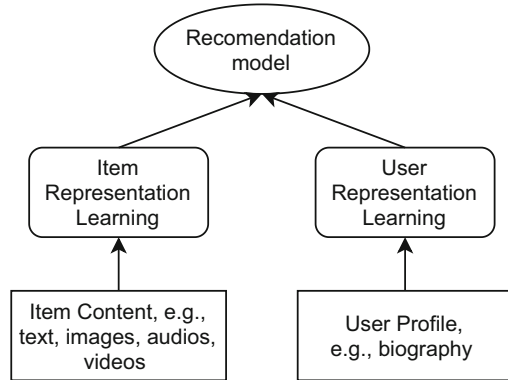 Recomendation
model
Item
Representation
Learning
User
Representation
Learning
Item Content, e.g.,
text, images, audios,
videos
User Profile,
e.g., biography